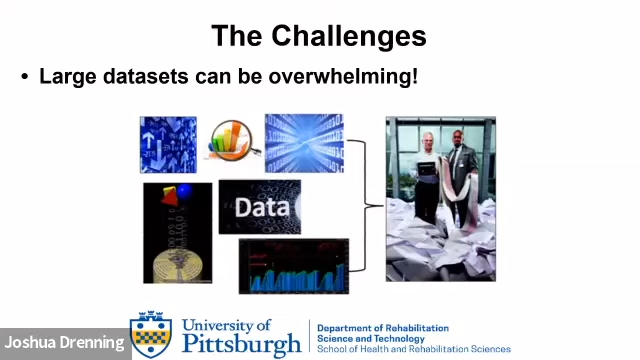 The Challenges
• Large datasets can be overwhelming!
Data
University of
Pittsburgh
Department of Rehabilitation
Science and Technology
School of Health and Rehabilitation Sciences
Joshua Drenning